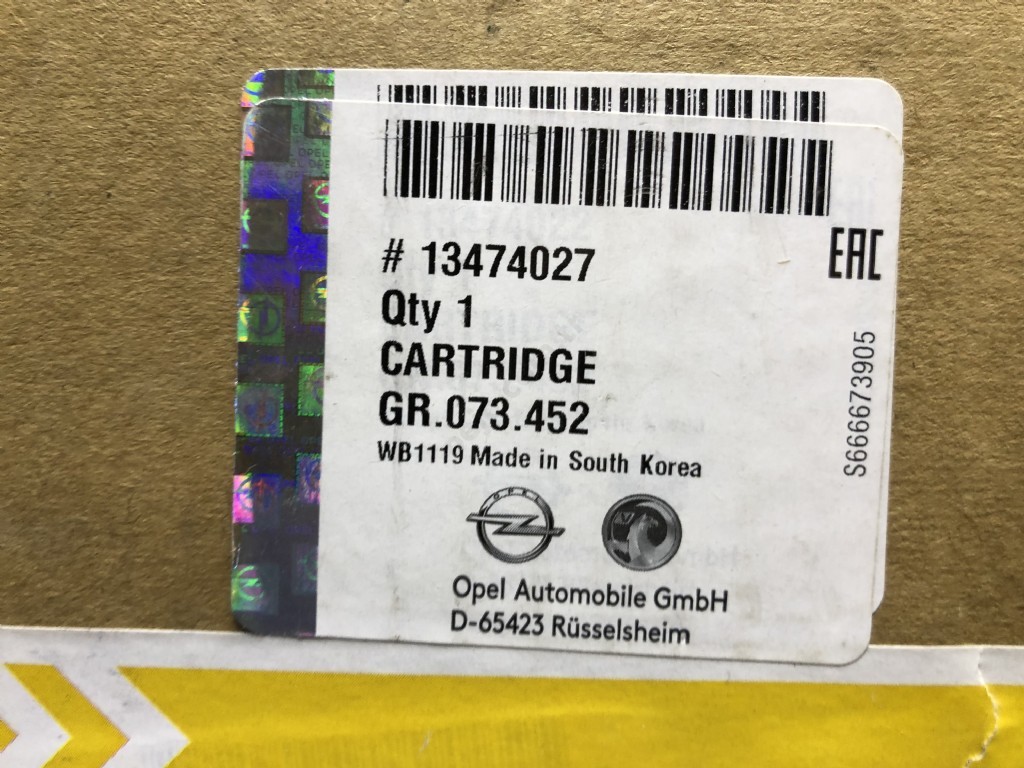 # 13474027
Qty 1
CARTRIDGE
GR.073.452
WB1119 Made in South Korea
OPEL
Opel Automobile GmbH
D-65423 Rüsselsheim
EAC
S666673905